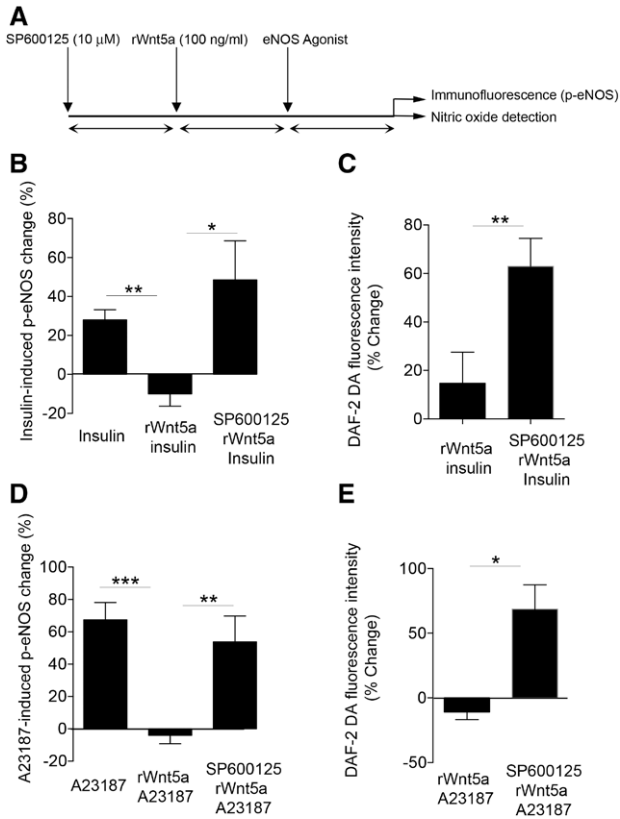 A
SP600125 (10 µM) rWnt5a (100 ng/ml) eNOS Agonist
Immunofluorescence (p-eNOS)
Nitric oxide detection
B
Insulin-induced p-eNOS change (%)
80
60
40
20
0
-20
**
*
Insulin
rWnt5a
insulin
SP600125
rWnt5a
Insulin
C
DAF-2 DA fluorescence intensity
(% Change)
80
60
40
20
0
**
rWnt5a
insulin
SP600125
rWnt5a
Insulin
D
A23187-induced p-eNOS change (%)
100
80
60
40
20
0
-20
***
**
A23187
rWnt5a
A23187
SP600125
rWnt5a
A23187
E
DAF-2 DA fluorescence intensity
(% Change)
100
50
0
-50
*
rWnt5a
A23187
SP600125
rWnt5a
A23187